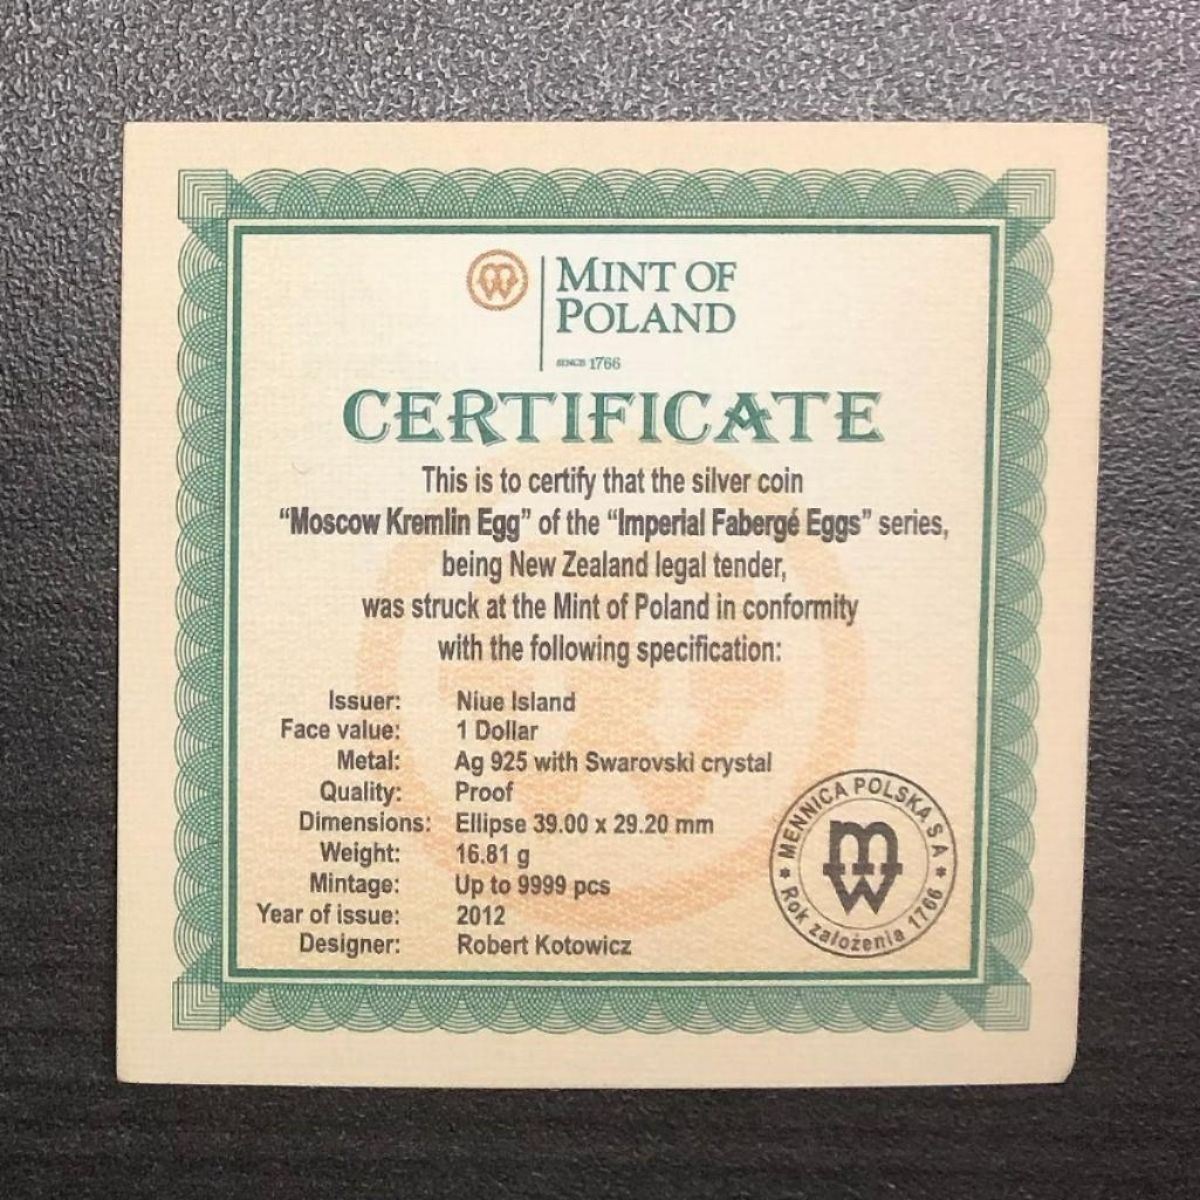 MINT OF
POLAND
SINCE 1766
CERTIFICATE
This is to certify that the silver coin
“Moscow Kremlin Egg” of the “Imperial Fabergé Eggs” series,
being New Zealand legal tender,
was struck at the Mint of Poland in conformity
with the following specification:
Issuer: Niue Island
Face value: 1 Dollar
Metal: Ag 925 with Swarovski crystal
Quality: Proof
Dimensions: Ellipse 39.00 x 29.20 mm
Weight: 16.81 g
Mintage: Up to 9999 pcs
Year of issue: 2012
Designer: Robert Kotowicz
MENNICA POLSKA S A
mw
* Rok założenia 1766 *